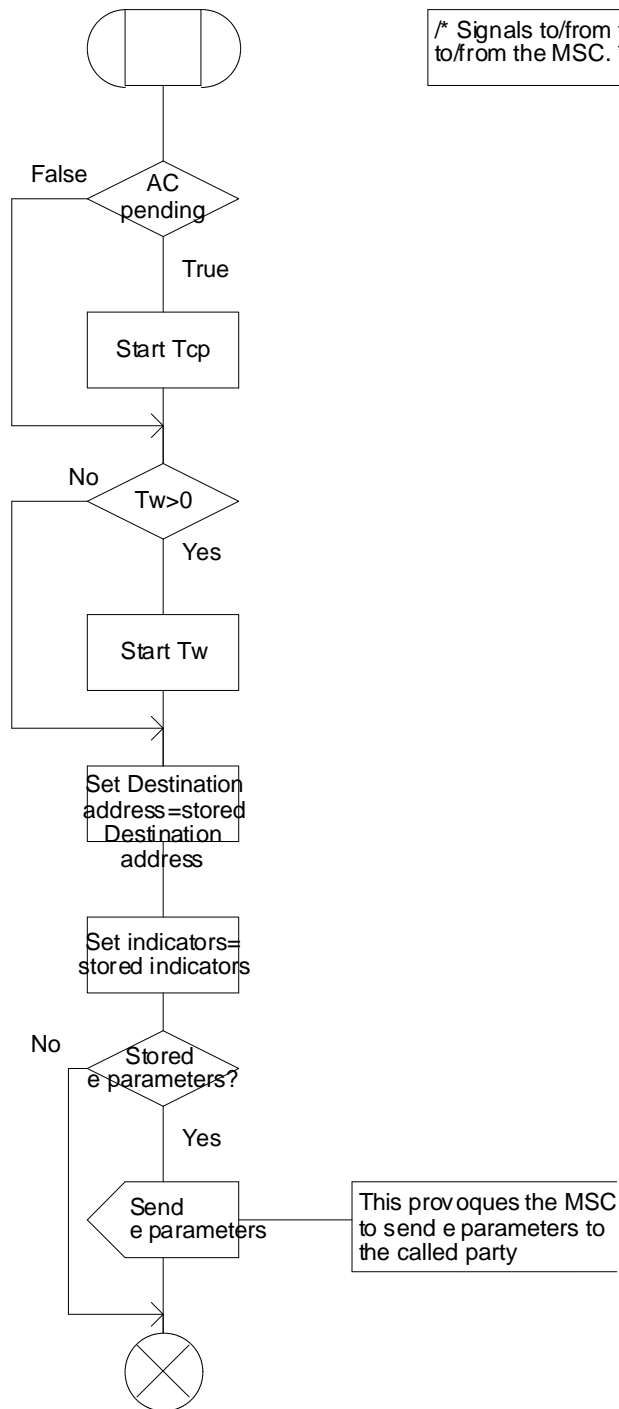 /* Signals to/from
to/from the MSC.
False
AC
pending
True
Start Tcp
No
Tw>0
Yes
Start Tw
Set Destination
address=stored
Destination
address
Set indicators=
stored indicators
No
Stored
e parameters?
Yes
Send
e parameters
This provoques the MSC
to send e parameters to
the called party